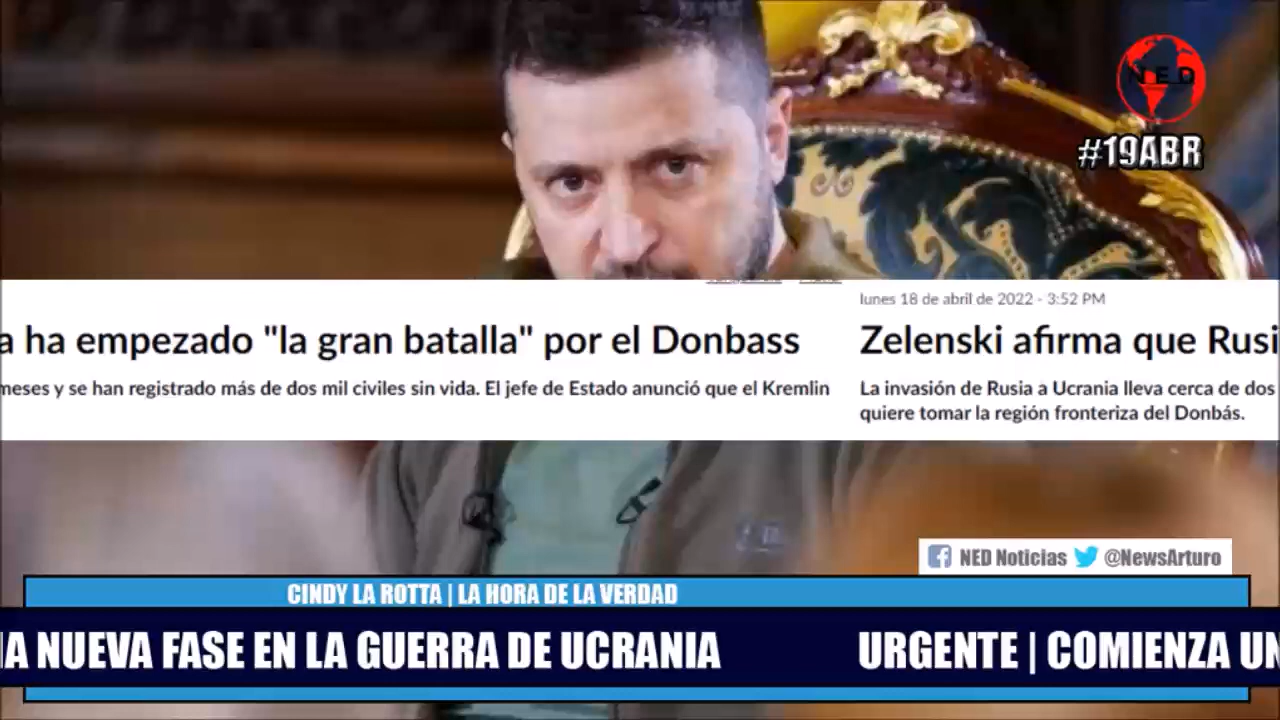 NED
#19ABR
lunes 18 de abril de 2022 - 3:52 PM
a ha empezado "la gran batalla" por el Donbass
Zelenski afirma que Rusi
meses y se han registrado más de dos mil civiles sin vida. El jefe de Estado anunció que el Kremlin
La invasión de Rusia a Ucrania lleva cerca de dos
quiere tomar la región fronteriza del Donbás.
NED Noticias @NewsArturo
CINDY LA ROTTA | LA HORA DE LA VERDAD
NA NUEVA FASE EN LA GUERRA DE UCRANIA
URGENTE | COMIENZA UN